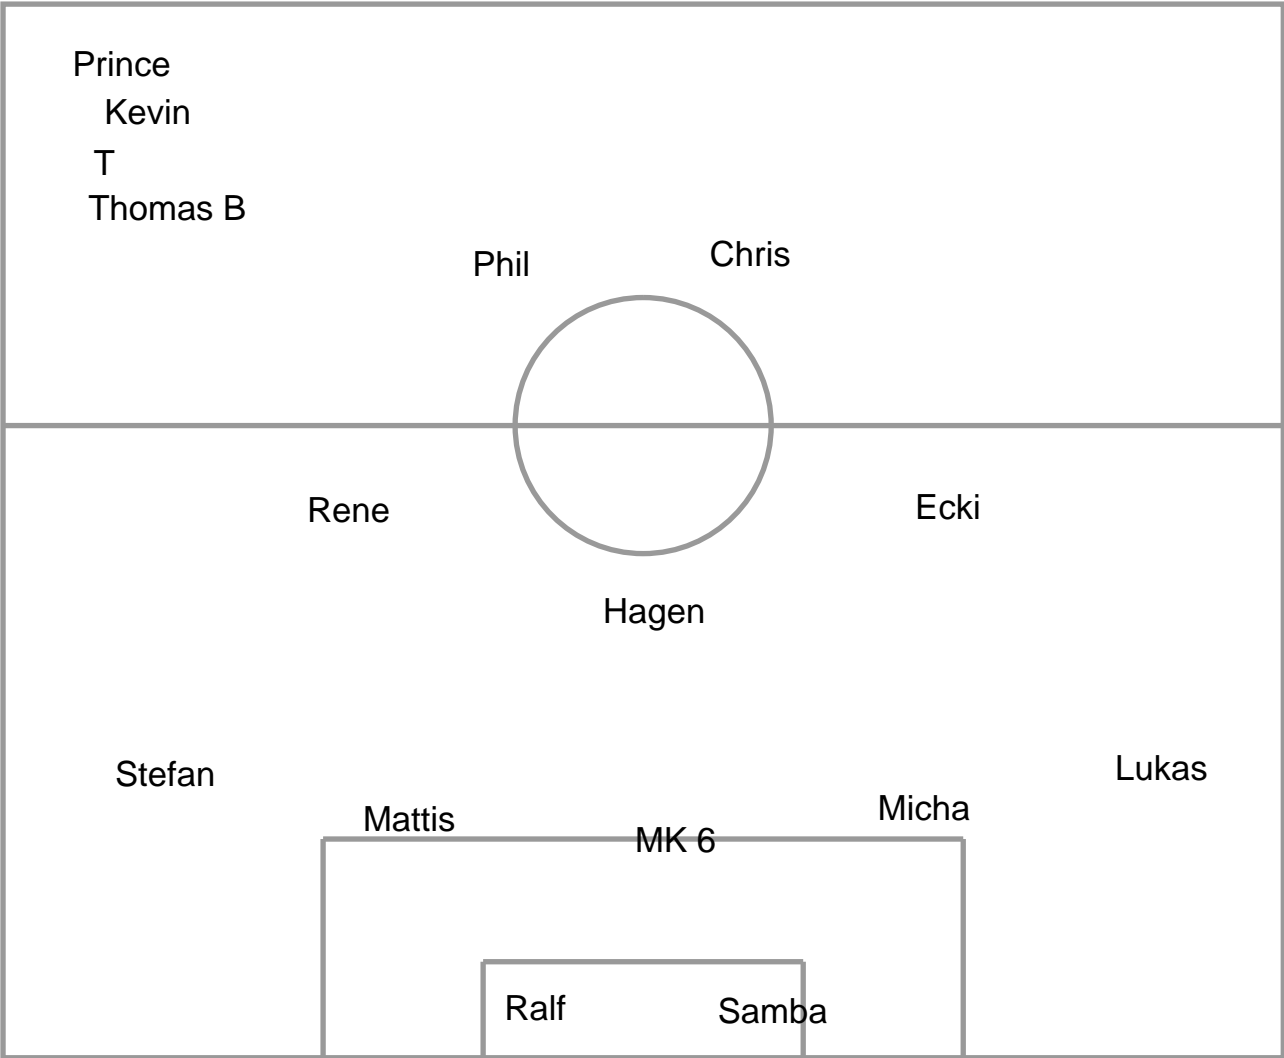 Prince
Kevin
T
Thomas B
Phil
Chris
Rene
Ecki
Hagen
Stefan
Lukas
Mattis
Micha
MK 6
Ralf
Samba